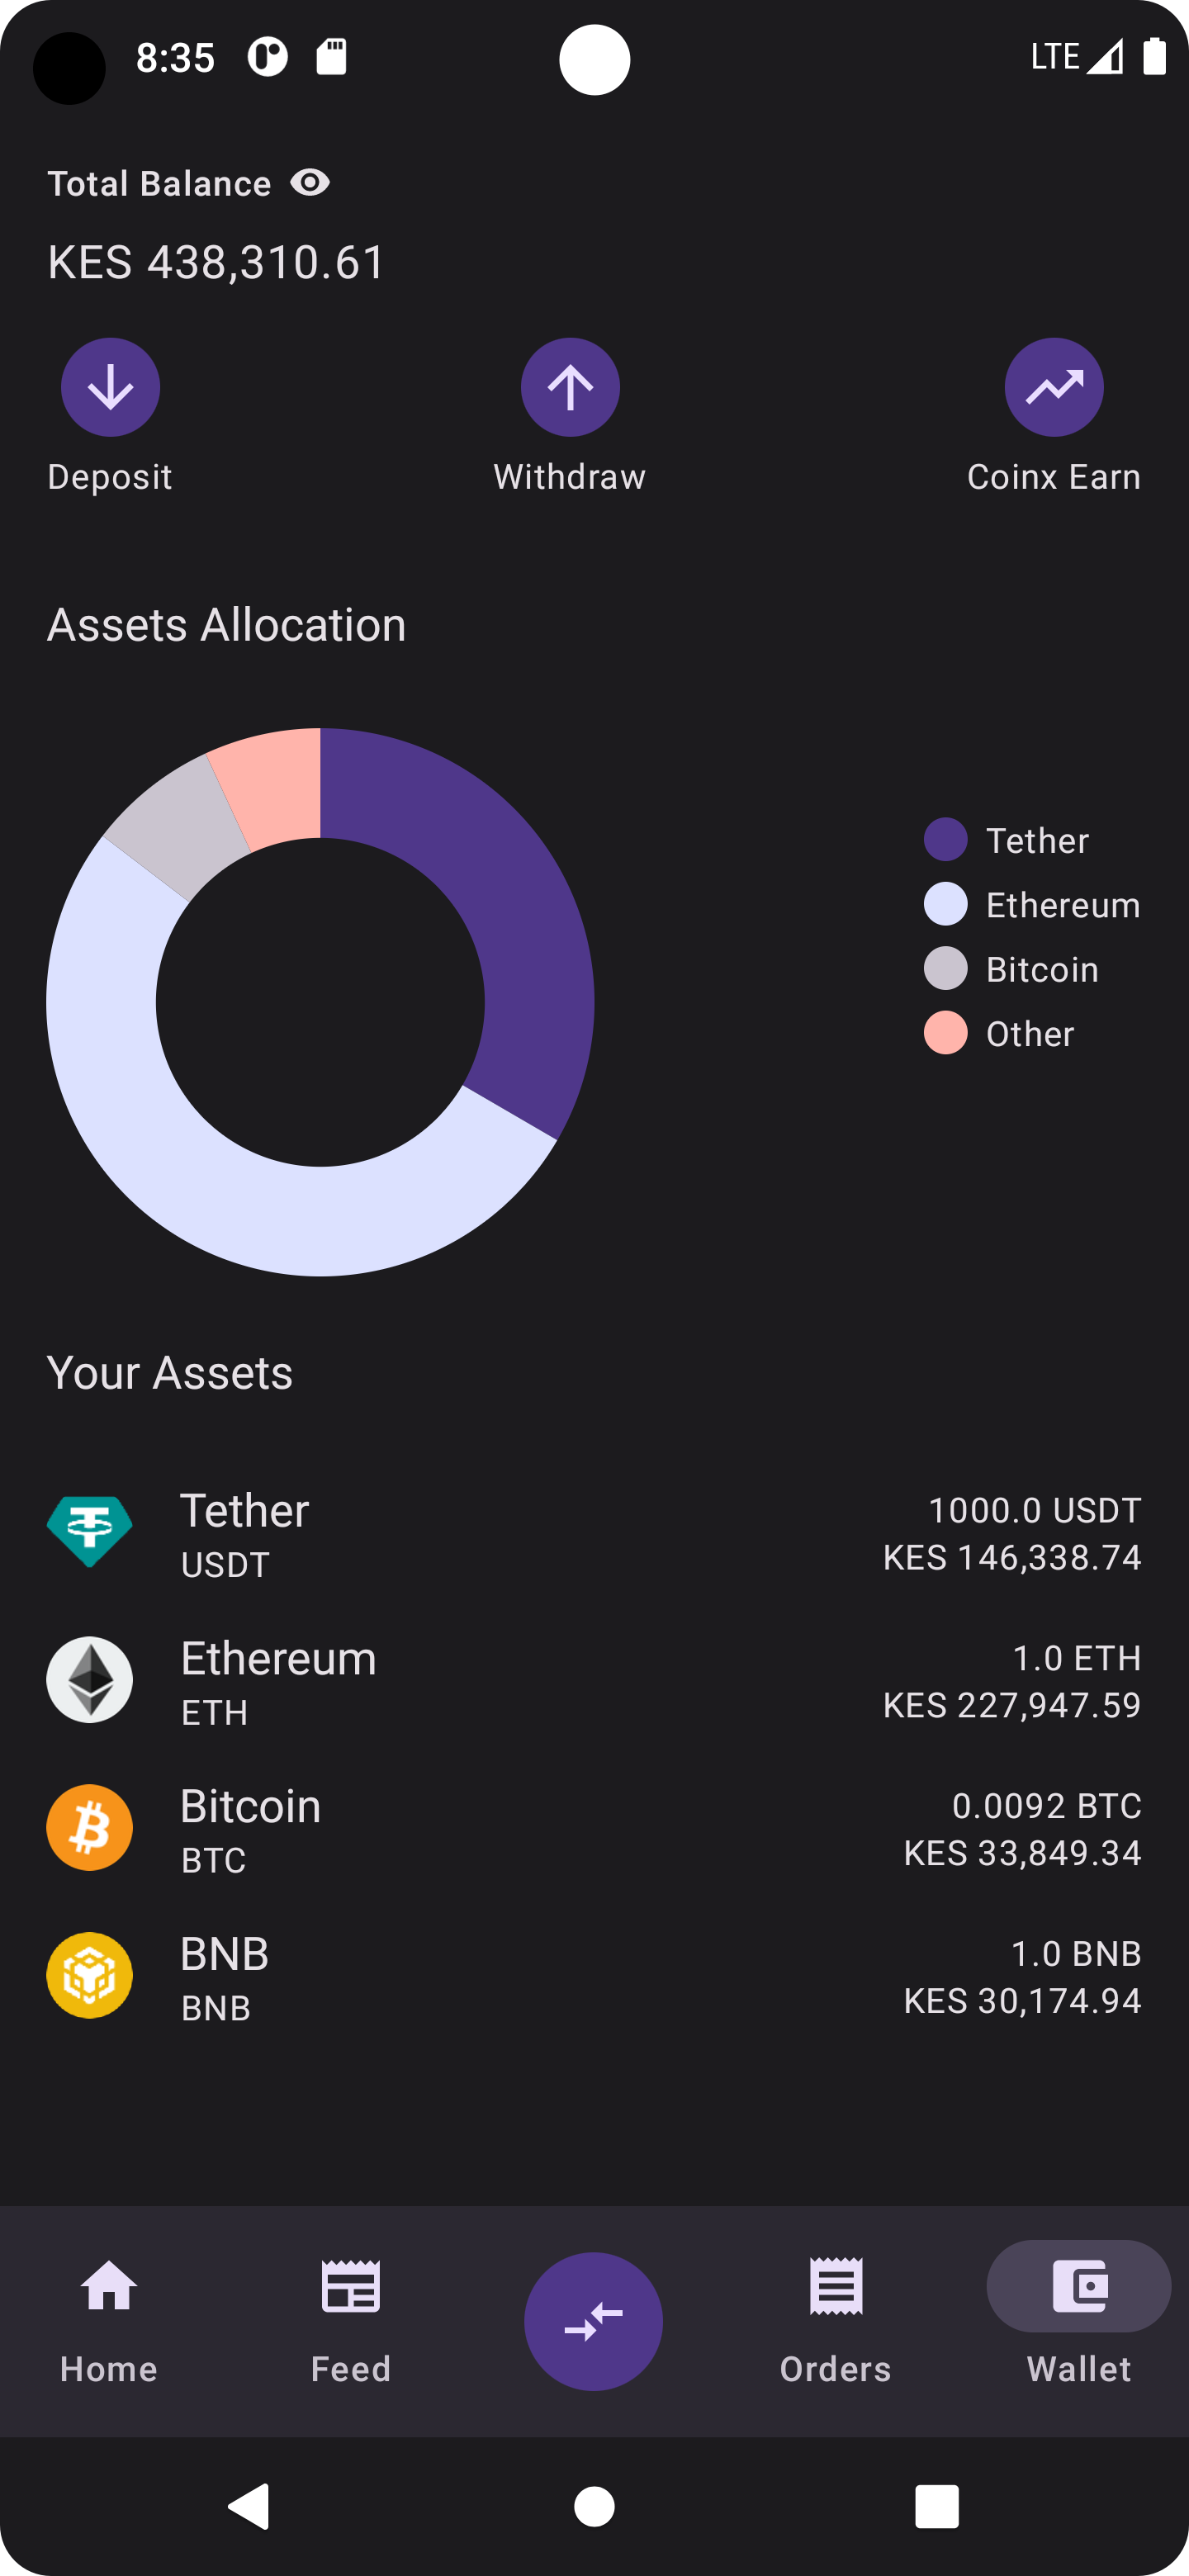 8:35
LTE
Total Balance
KES 438,310.61
Deposit
Withdraw
Coinx Earn
Assets Allocation
Tether
Ethereum
Bitcoin
Other
Your Assets
Tether
1000.0 USDT
USDT
KES 146,338.74
Ethereum
1.0 ETH
ETH
KES 227,947.59
Bitcoin
0.0092 BTC
BTC
KES 33,849.34
BNB
1.0 BNB
BNB
KES 30,174.94
Home
Feed
Orders
Wallet